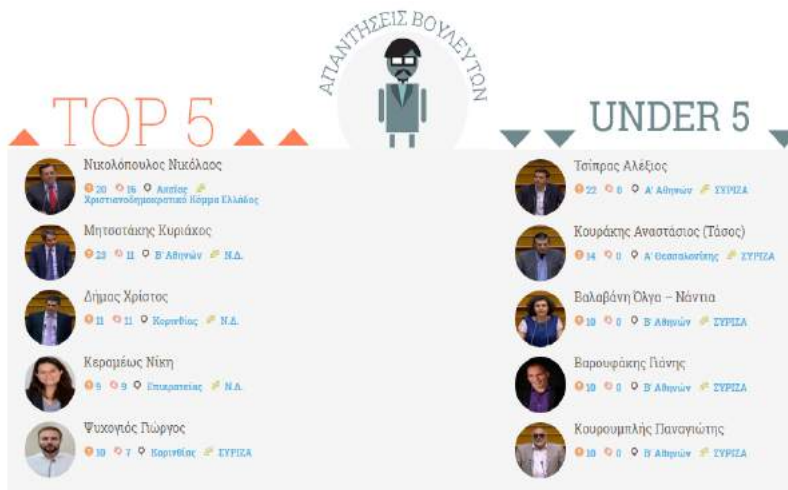 ΑΠΑΝΤΗΣΕΙΣ ΒΟΥΛΕΥΤΩΝ
TOP 5
Νικολόπουλος Νικόλαος
20 16 Αχαΐας
Χριστιανοδημοκρατικό Κόμμα Ελλάδος
Μητσοτάκης Κυριάκος
23 11 Β' Αθηνών Ν.Δ.
Δήμας Χρίστος
11 11 Κορινθίας Ν.Δ.
Κεραμέως Νίκη
9 9 Επικρατείας Ν.Δ.
Ψυχογιός Γιώργος
10 7 Κορινθίας ΣΥΡΙΖΑ
UNDER 5
Τσίπρας Αλέξιος
22 0 Α' Αθηνών ΣΥΡΙΖΑ
Κουράκης Αναστάσιος (Τάσος)
14 0 Α' Θεσσαλονίκης ΣΥΡΙΖΑ
Βαλαβάνη Όλγα – Νάντια
10 0 Β' Αθηνών ΣΥΡΙΖΑ
Βαρουφάκης Γιάνης
10 0 Β' Αθηνών ΣΥΡΙΖΑ
Κουρουμπλής Παναγιώτης
10 0 Β' Αθηνών ΣΥΡΙΖΑ